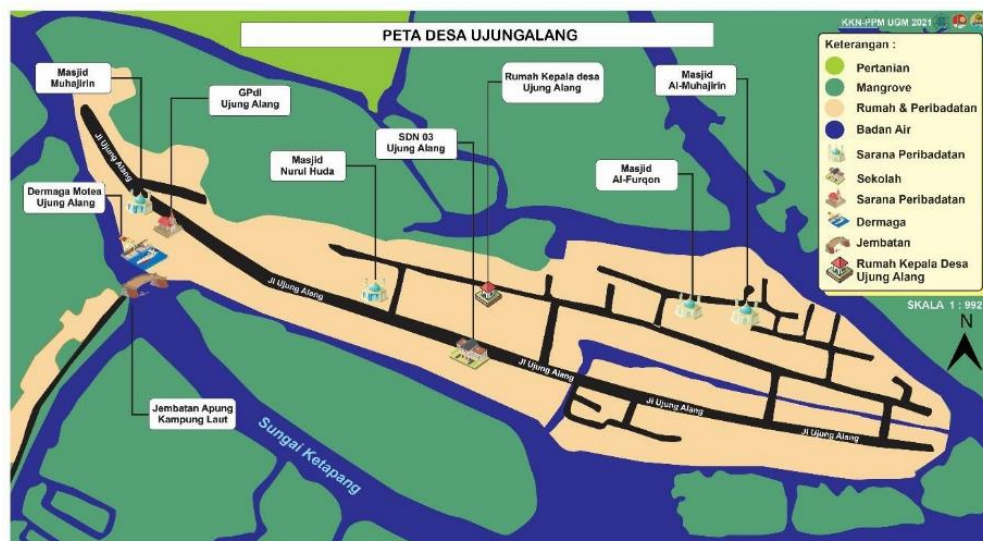 PETA DESA UJUNGALANG
KKN-PPM UGM 2021
Keterangan :
Pertanian
Mangrove
Rumah & Peribadatan
Badan Air
Sarana Peribadatan
Sekolah
Sarana Peribadatan
Dermaga
Jembatan
Rumah Kepala Desa
Ujung Alang
SKALA 1 : 992
N
Masjid
Muhajirin
GPdI
Ujung Alang
Rumah Kepala desa
Ujung Alang
Masjid
Al-Muhajirin
SDN 03
Ujung Alang
Masjid
Nurul Huda
Masjid
Al-Furqon
Dermaga Motea
Ujung Alang
Jembatan Apung
Kampung Laut
Sungai Ketapang
Jl Ujung Alang
Jl Ujung Alang
Jl Ujung Alang
Jl Ujung Alang
Jl Ujung Alang
Jl Ujung Alang